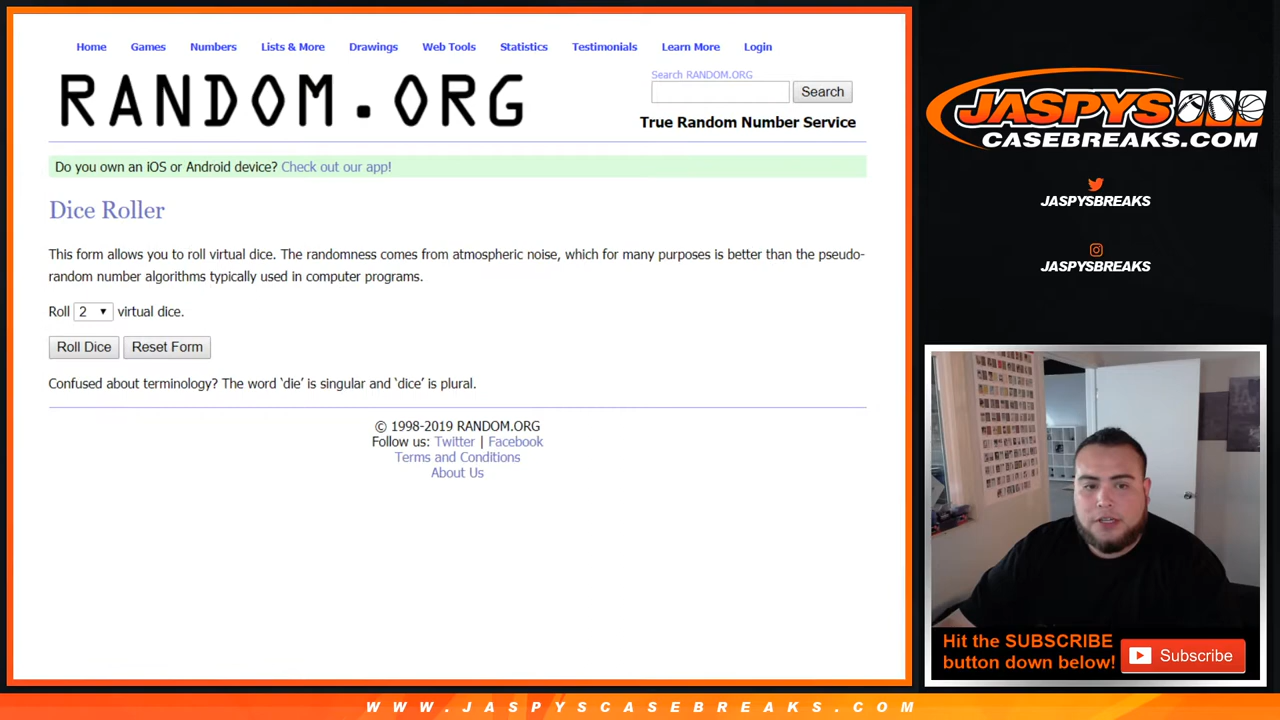 Home Games Numbers Lists & More Drawings Web Tools Statistics Testimonials Learn More Login
RANDOM.ORG
Search RANDOM.ORG
Search
True Random Number Service
Do you own an iOS or Android device? Check out our app!
Dice Roller
This form allows you to roll virtual dice. The randomness comes from atmospheric noise, which for many purposes is better than the pseudo-
random number algorithms typically used in computer programs.
Roll 2 virtual dice.
Roll Dice Reset Form
Confused about terminology? The word ‘die’ is singular and ‘dice’ is plural.
© 1998-2019 RANDOM.ORG
Follow us: Twitter | Facebook
Terms and Conditions
About Us
JASPYS
CASEBREAKS.COM
JASPYSBREAKS
JASPYSBREAKS
Hit the SUBSCRIBE
button down below!
Subscribe
WWW.JASPYSCASEBREAKS.COM